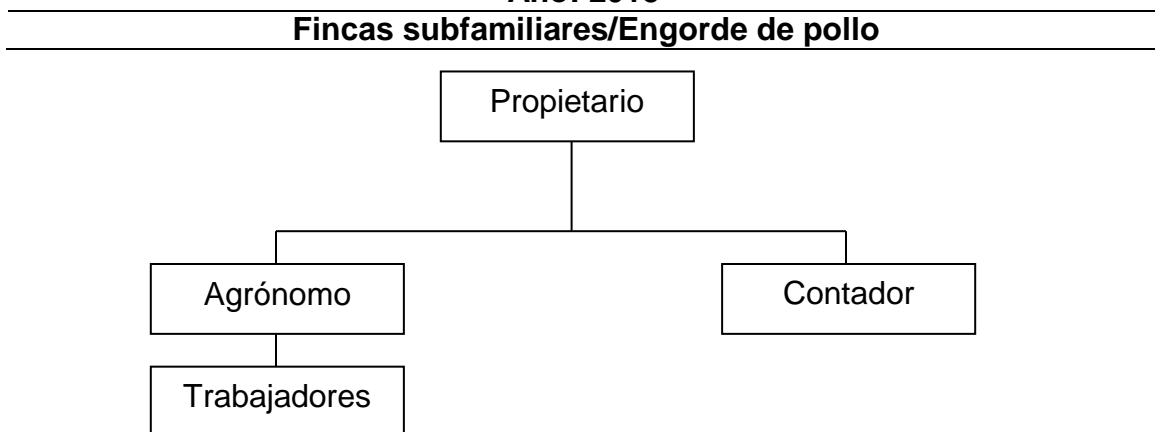 Fincas subfamiliares/Engorde de pollo
Propietario
Agrónomo
Contador
Trabajadores